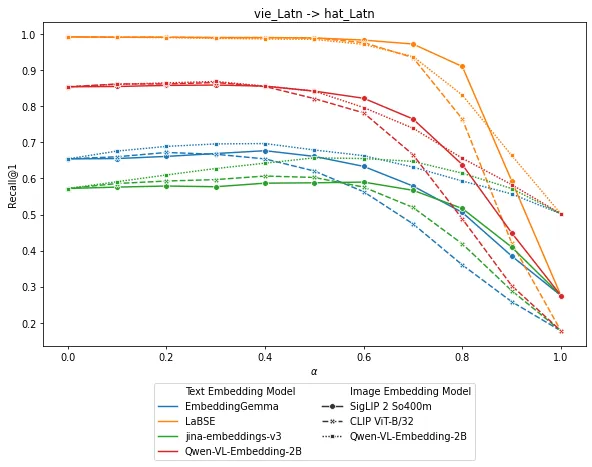 vie_Latn -> hat_Latn
Recall@1
1.0
0.9
0.8
0.7
0.6
0.5
0.4
0.3
0.2
0.0 0.2 0.4 0.6 0.8 1.0
α
Text Embedding Model Image Embedding Model
EmbeddingGemma SigLIP 2 So400m
LaBSE CLIP ViT-B/32
jina-embeddings-v3 Qwen-VL-Embedding-2B
Qwen-VL-Embedding-2B